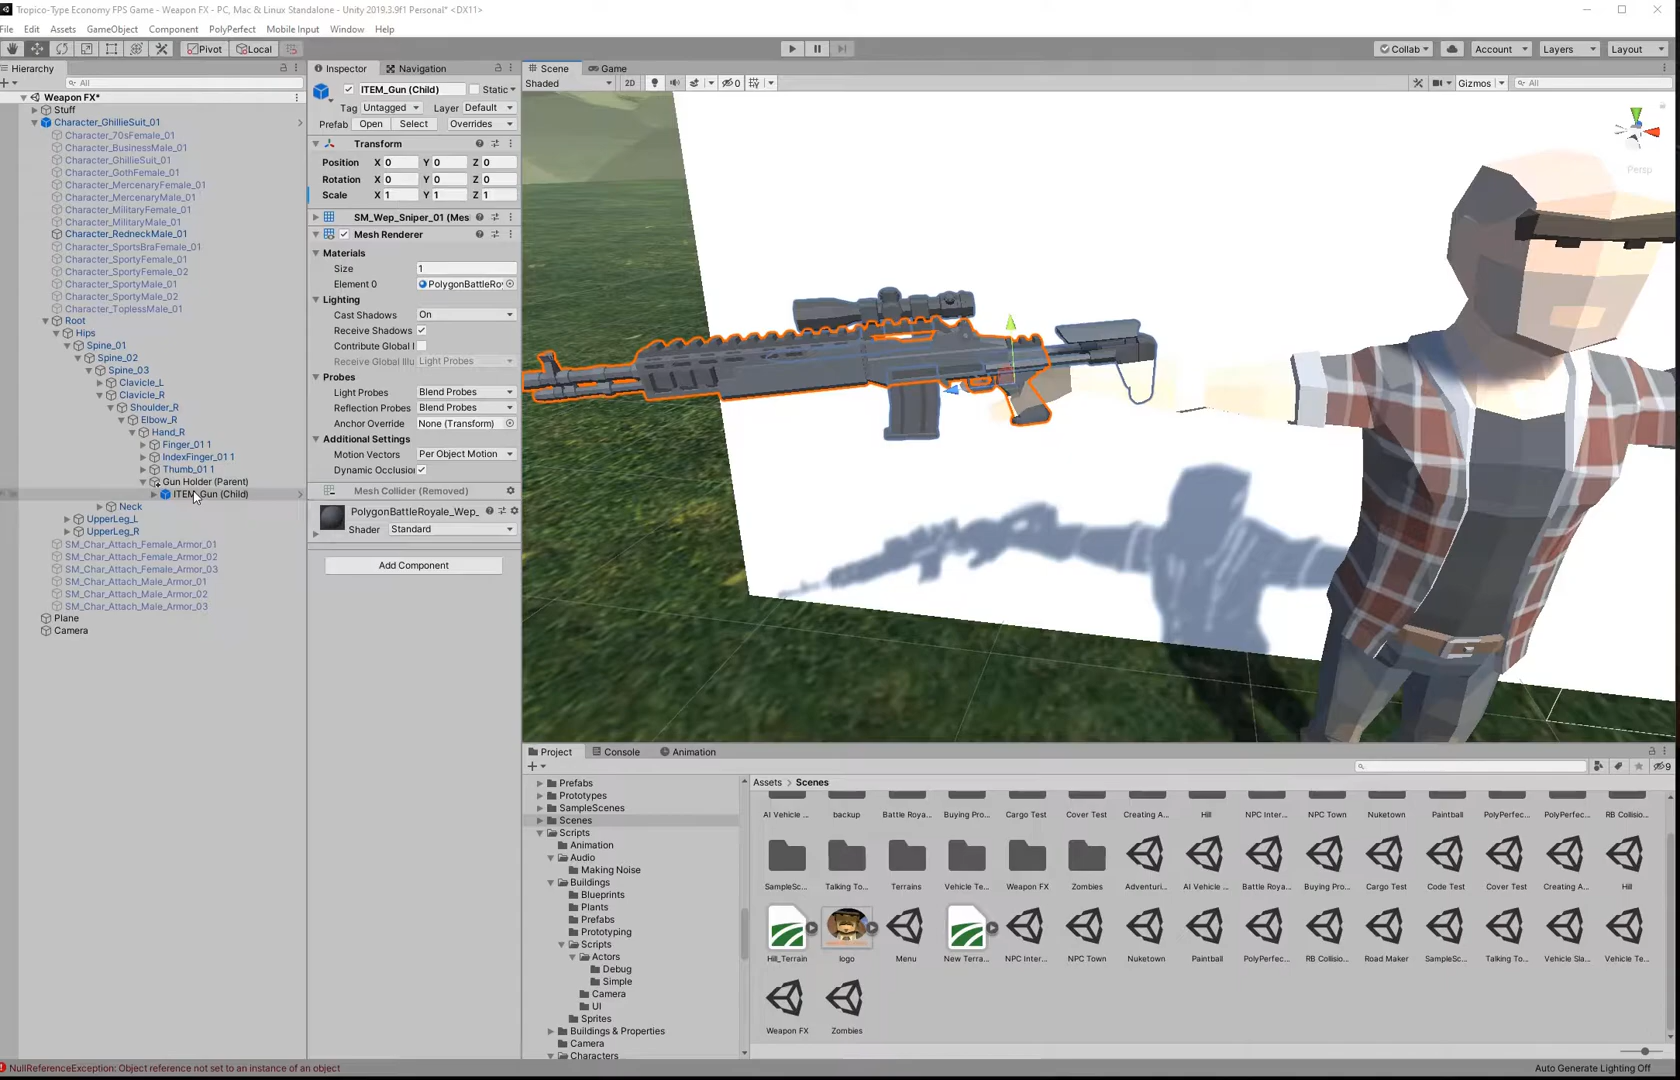 Tropico-Type Economy FPS Game - Weapon FX - PC, Mac & Linux Standalone - Unity 2019.3.9f1 Personal* <DX11>
File Edit Assets GameObject Component PolyPerfect Mobile Input Window Help
Pivot Local Collab Account Layers Layout
Hierarchy
All
Weapon FX*
Stuff
Character_GhillieSuit_01
Character_70sFemale_01
Character_BusinessMale_01
Character_GhillieSuit_01
Character_GothFemale_01
Character_MercenaryFemale_01
Character_MercenaryMale_01
Character_MilitaryFemale_01
Character_MilitaryMale_01
Character_RedneckMale_01
Character_SportsBraFemale_01
Character_SportyFemale_01
Character_SportyFemale_02
Character_SportyMale_01
Character_SportyMale_02
Character_ToplessMale_01
Root
Hips
Spine_01
Spine_02
Spine_03
Clavicle_L
Clavicle_R
Shoulder_R
Elbow_R
Hand_R
Finger_01 1
IndexFinger_01 1
Thumb_01 1
Gun Holder (Parent)
ITEM_Gun (Child)
Neck
UpperLeg_L
UpperLeg_R
SM_Char_Attach_Female_Armor_01
SM_Char_Attach_Female_Armor_02
SM_Char_Attach_Female_Armor_03
SM_Char_Attach_Male_Armor_01
SM_Char_Attach_Male_Armor_02
SM_Char_Attach_Male_Armor_03
Plane
Camera
Inspector Navigation
ITEM_Gun (Child) Static
Tag Untagged Layer Default
Prefab Open Select Overrides
Transform
Position X 0 Y 0 Z 0
Rotation X 0 Y 0 Z 0
Scale X 1 Y 1 Z 1
SM_Wep_Sniper_01 (Mes
Mesh Renderer
Materials
Size 1
Element 0 PolygonBattleRoy
Lighting
Cast Shadows On
Receive Shadows
Contribute Global I
Receive Global Illu Light Probes
Probes
Light Probes Blend Probes
Reflection Probes Blend Probes
Anchor Override None (Transform)
Additional Settings
Motion Vectors Per Object Motion
Dynamic Occlusion
Mesh Collider (Removed)
PolygonBattleRoyale_Wep_
Shader Standard
Add Component
Scene Game
Shaded 2D 0 Gizmos All
Persp
Project Console Animation
9
Prefabs
Prototypes
SampleScenes
Scenes
Scripts
Animation
Audio
Making Noise
Buildings
Blueprints
Plants
Prefabs
Prototyping
Scripts
Actors
Debug
Simple
Camera
UI
Sprites
Buildings & Properties
Camera
Characters
Assets > Scenes
AI Vehicle ... backup Battle Roya... Buying Pro... Cargo Test Cover Test Creating A... Hill NPC Inter... NPC Town Nuketown Paintball PolyPerfec... PolyPerfec... RB Collisio...
SampleSc... Talking To... Terrains Vehicle Te... Weapon FX Zombies Adventuri... AI Vehicle ... Battle Roya... Buying Pro... Cargo Test Code Test Cover Test Creating A... Hill
Hill_Terrain logo Menu New Terra... NPC Inter... NPC Town Nuketown Paintball PolyPerfec... RB Collisio... Road Maker SampleSc... Talking To... Vehicle Sla... Vehicle Te...
Weapon FX Zombies
NullReferenceException: Object reference not set to an instance of an object
Auto Generate Lighting Off